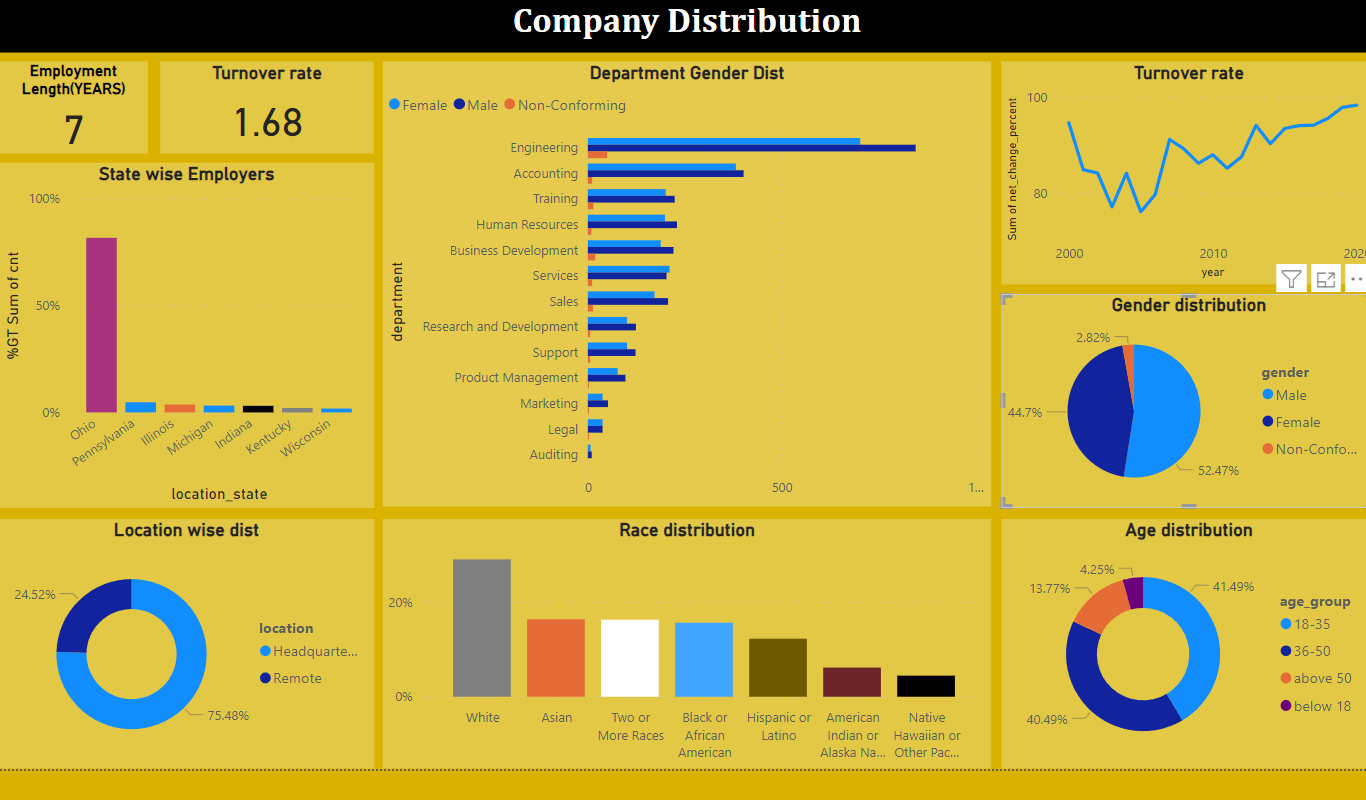 Company Distribution
Employment
Length(YEARS)
7
Turnover rate
1.68
State wise Employers
%GT Sum of cnt
100%
50%
0%
Ohio
Pennsylvania
Illinois
Michigan
Indiana
Kentucky
Wisconsin
location_state
Department Gender Dist
Female
Male
Non-Conforming
department
Engineering
Accounting
Training
Human Resources
Business Development
Services
Sales
Research and Development
Support
Product Management
Marketing
Legal
Auditing
0
500
1...
Turnover rate
Sum of net_change_percent
100
80
2000
2010
2020
year
Gender distribution
2.82%
44.7%
52.47%
gender
Male
Female
Non-Confo...
Location wise dist
24.52%
75.48%
location
Headquarte...
Remote
Race distribution
20%
0%
White
Asian
Two or
More Races
Black or
African
American
Hispanic or
Latino
American
Indian or
Alaska Na...
Native
Hawaiian or
Other Pac...
Age distribution
4.25%
13.77%
41.49%
40.49%
age_group
18-35
36-50
above 50
below 18